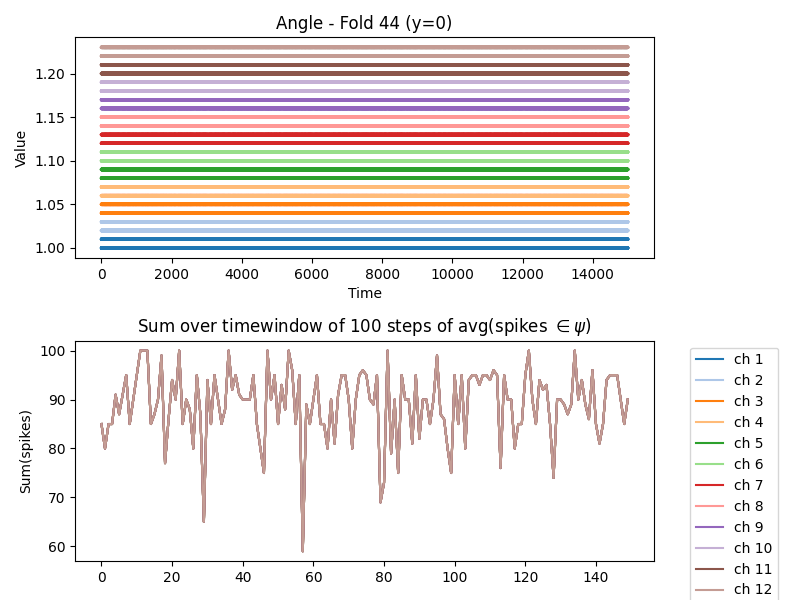 Angle - Fold 44 (y=0)
Value
1.20
1.15
1.10
1.05
1.00
0 2000 4000 6000 8000 10000 12000 14000
Time
Sum over timewindow of 100 steps of avg(spikes ∈ ψ)
Sum(spikes)
100
90
80
70
60
0 20 40 60 80 100 120 140
ch 1
ch 2
ch 3
ch 4
ch 5
ch 6
ch 7
ch 8
ch 9
ch 10
ch 11
ch 12